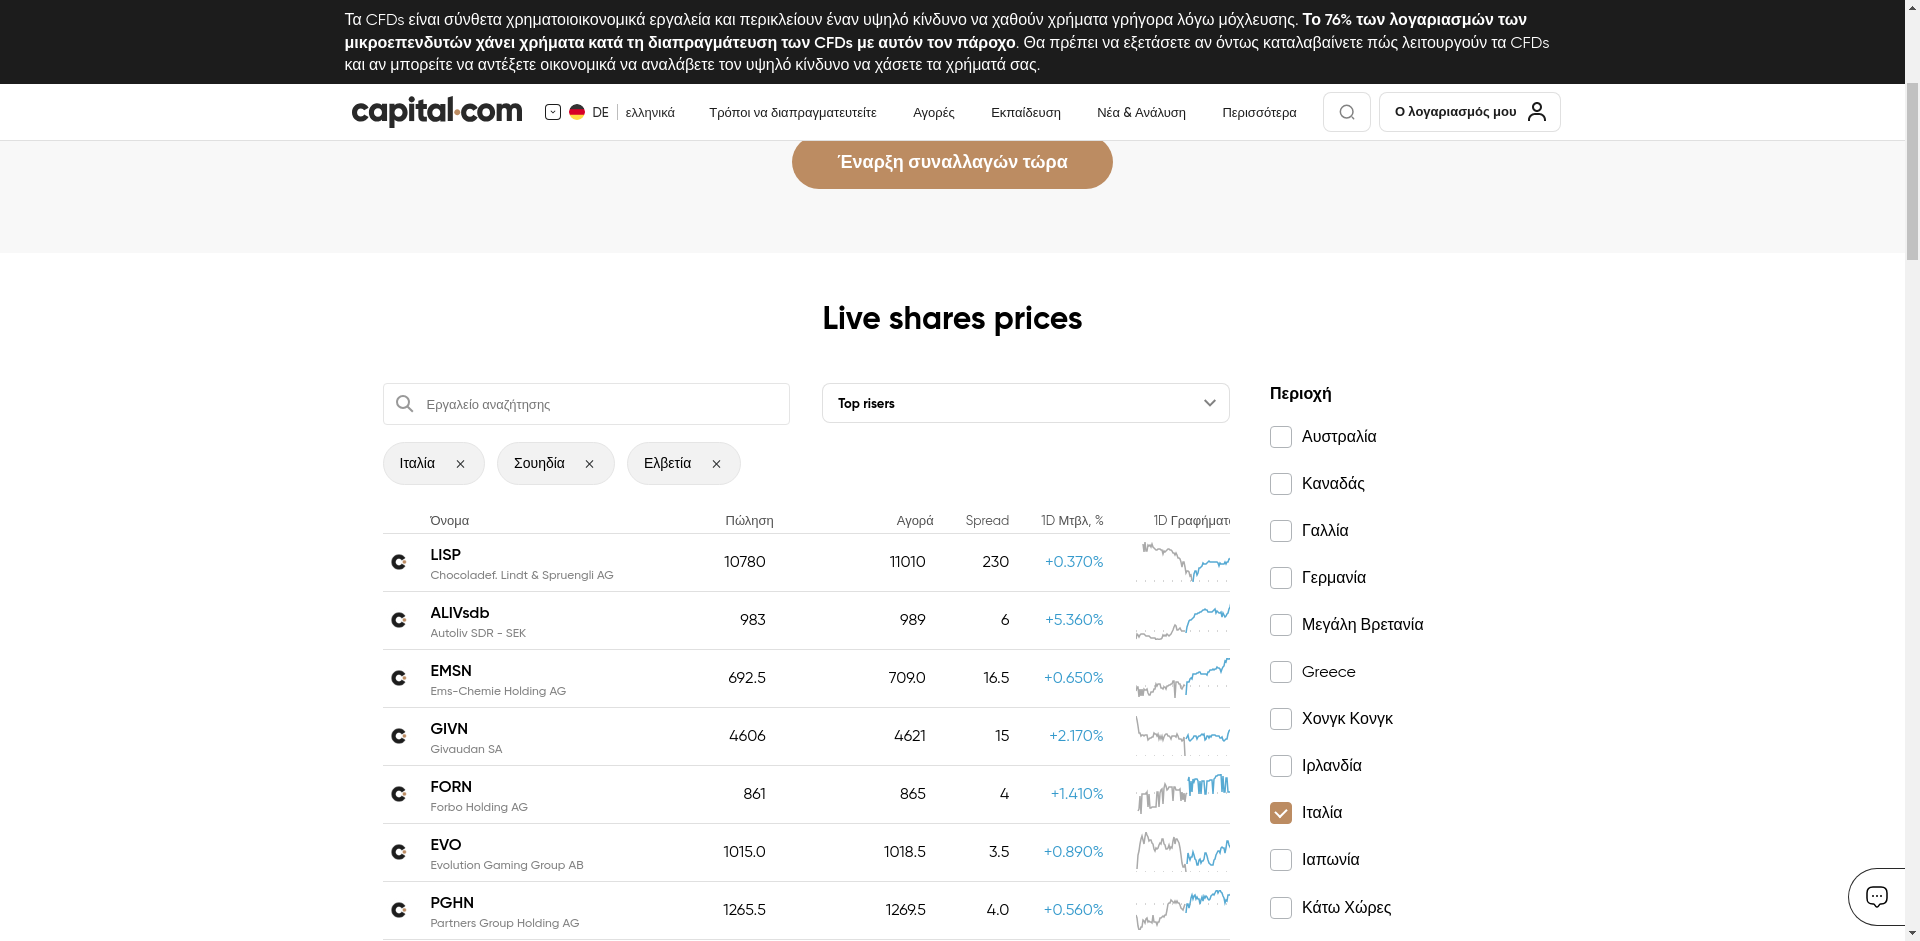 Τα CFDs είναι σύνθετα χρηματοιοικονομικά εργαλεία και περικλείουν έναν υψηλό κίνδυνο να χαθούν χρήματα γρήγορα λόγω μόχλευσης. Το 76% των λογαριασμών των
μικροεπενδυτών χάνει χρήματα κατά τη διαπραγμάτευση των CFDs με αυτόν τον πάροχο. Θα πρέπει να εξετάσετε αν όντως καταλαβαίνετε πώς λειτουργούν τα CFDs
και αν μπορείτε να αντέξετε οικονομικά να αναλάβετε τον υψηλό κίνδυνο να χάσετε τα χρήματά σας.
capital.com DE ελληνικά Τρόποι να διαπραγματευτείτε Αγορές Εκπαίδευση Νέα & Ανάλυση Περισσότερα Ο λογαριασμός μου
Έναρξη συναλλαγών τώρα
Live shares prices
Εργαλείο αναζήτησης
Top risers
Ιταλία
Σουηδία
Ελβετία
Όνομα Πώληση Αγορά Spread 1D Μτβλ, % 1D Γραφήματ
LISP 10780 11010 230 +0.370%
Chocoladef. Lindt & Spruengli AG
ALIVsdb 983 989 6 +5.360%
Autoliv SDR - SEK
EMSN 692.5 709.0 16.5 +0.650%
Ems-Chemie Holding AG
GIVN 4606 4621 15 +2.170%
Givaudan SA
FORN 861 865 4 +1.410%
Forbo Holding AG
EVO 1015.0 1018.5 3.5 +0.890%
Evolution Gaming Group AB
PGHN 1265.5 1269.5 4.0 +0.560%
Partners Group Holding AG
Περιοχή
Αυστραλία
Καναδάς
Γαλλία
Γερμανία
Μεγάλη Βρετανία
Greece
Χονγκ Κονγκ
Ιρλανδία
Ιταλία
Ιαπωνία
Κάτω Χώρες